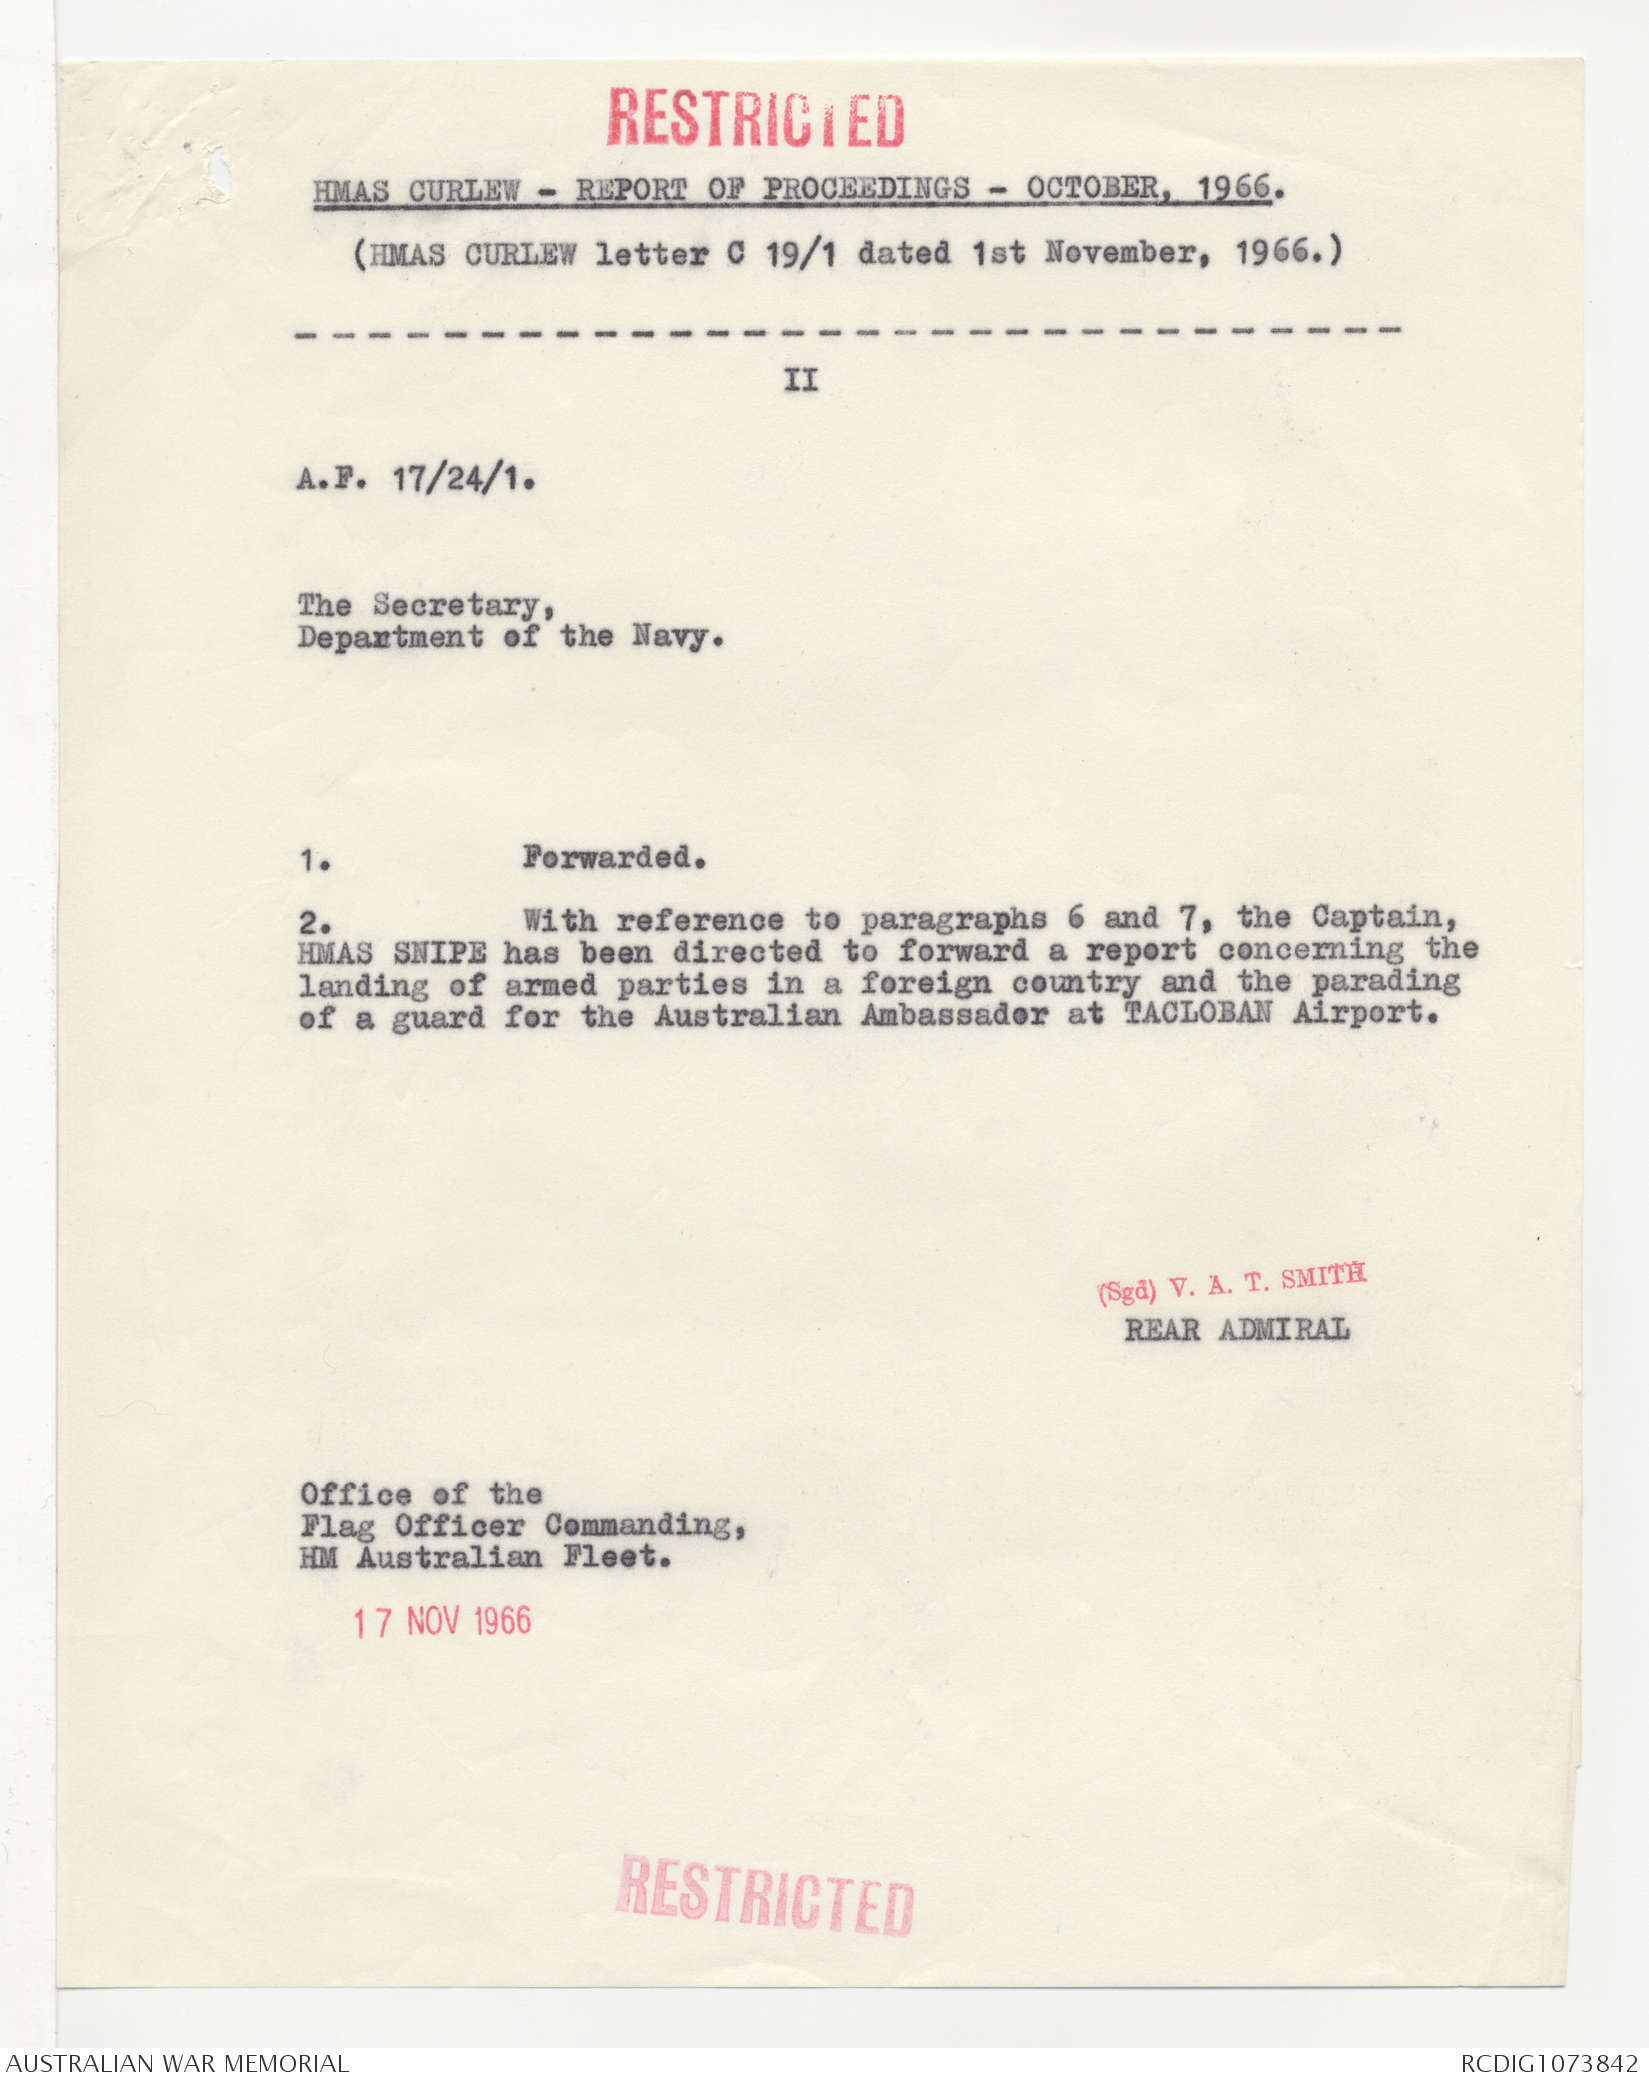 RESTRICTED
HMAS CURLEW - REPORT OF PROCEEDINGS - OCTOBER, 1966.
(HMAS CURLEW letter C 19/1 dated 1st November, 1966.)
- - - - - - - - - - - - - - - - - - - - - - - - - - - - - -
II
A.F. 17/24/1.
The Secretary,
Department of the Navy.
1. Forwarded.
2. With reference to paragraphs 6 and 7, the Captain,
HMAS SNIPE has been directed to forward a report concerning the
landing of armed parties in a foreign country and the parading
of a guard for the Australian Ambassador at TACLOBAN Airport.
(Sgd) V. A. T. SMITH
REAR ADMIRAL
Office of the
Flag Officer Commanding,
HM Australian Fleet.
17 NOV 1966
RESTRICTED
AUSTRALIAN WAR MEMORIAL
RCDIG1073842